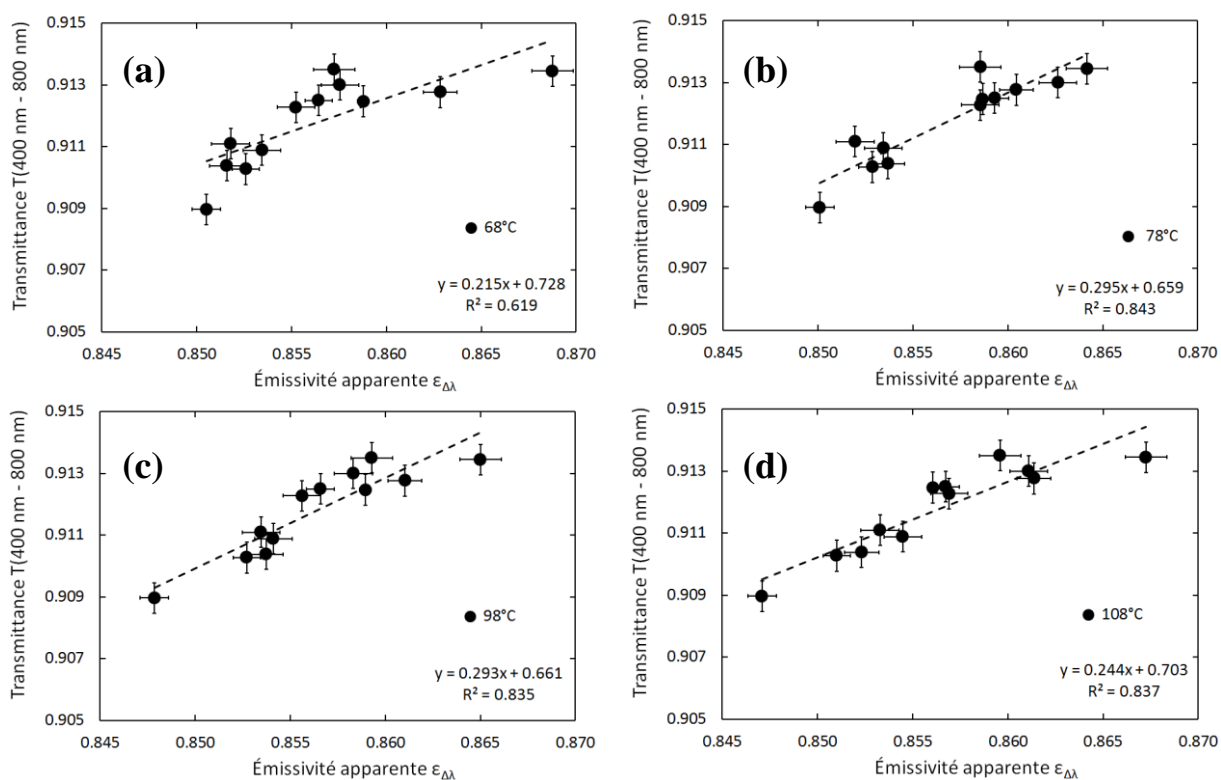 (a)
Transmittance T(400 nm - 800 nm)
0.915
0.913
0.911
0.909
0.907
0.905
68°C
y = 0.215x + 0.728
R² = 0.619
0.845 0.850 0.855 0.860 0.865 0.870
Émissivité apparente εΔλ
(b)
Transmittance T(400 nm - 800 nm)
0.915
0.913
0.911
0.909
0.907
0.905
78°C
y = 0.295x + 0.659
R² = 0.843
0.845 0.850 0.855 0.860 0.865 0.870
Émissivité apparente εΔλ
(c)
Transmittance T(400 nm - 800 nm)
0.915
0.913
0.911
0.909
0.907
0.905
98°C
y = 0.293x + 0.661
R² = 0.835
0.845 0.850 0.855 0.860 0.865 0.870
Émissivité apparente εΔλ
(d)
Transmittance T(400 nm - 800 nm)
0.915
0.913
0.911
0.909
0.907
0.905
108°C
y = 0.244x + 0.703
R² = 0.837
0.845 0.850 0.855 0.860 0.865 0.870
Émissivité apparente εΔλ